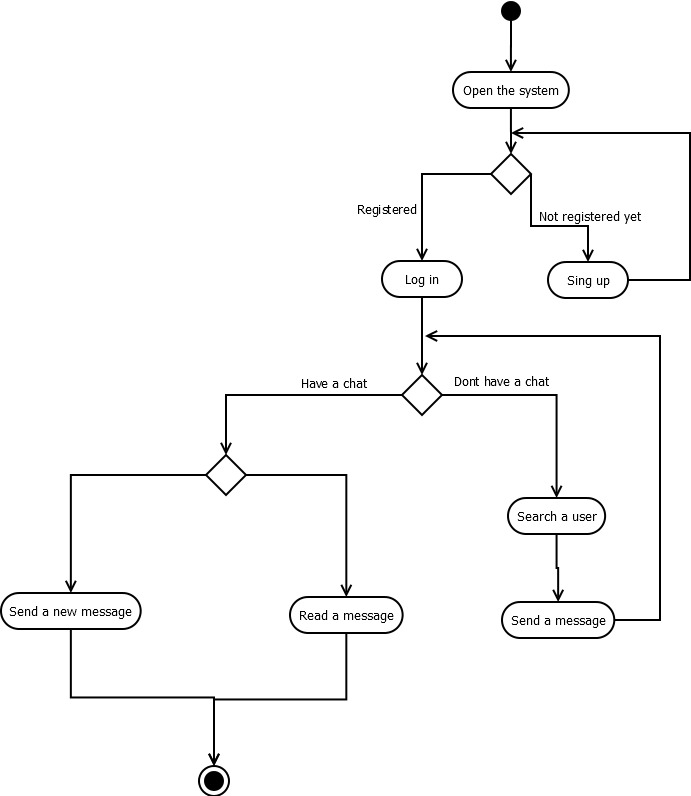 Open the system
Registered
Not registered yet
Log in
Sing up
Have a chat
Dont have a chat
Search a user
Send a new message
Read a message
Send a message